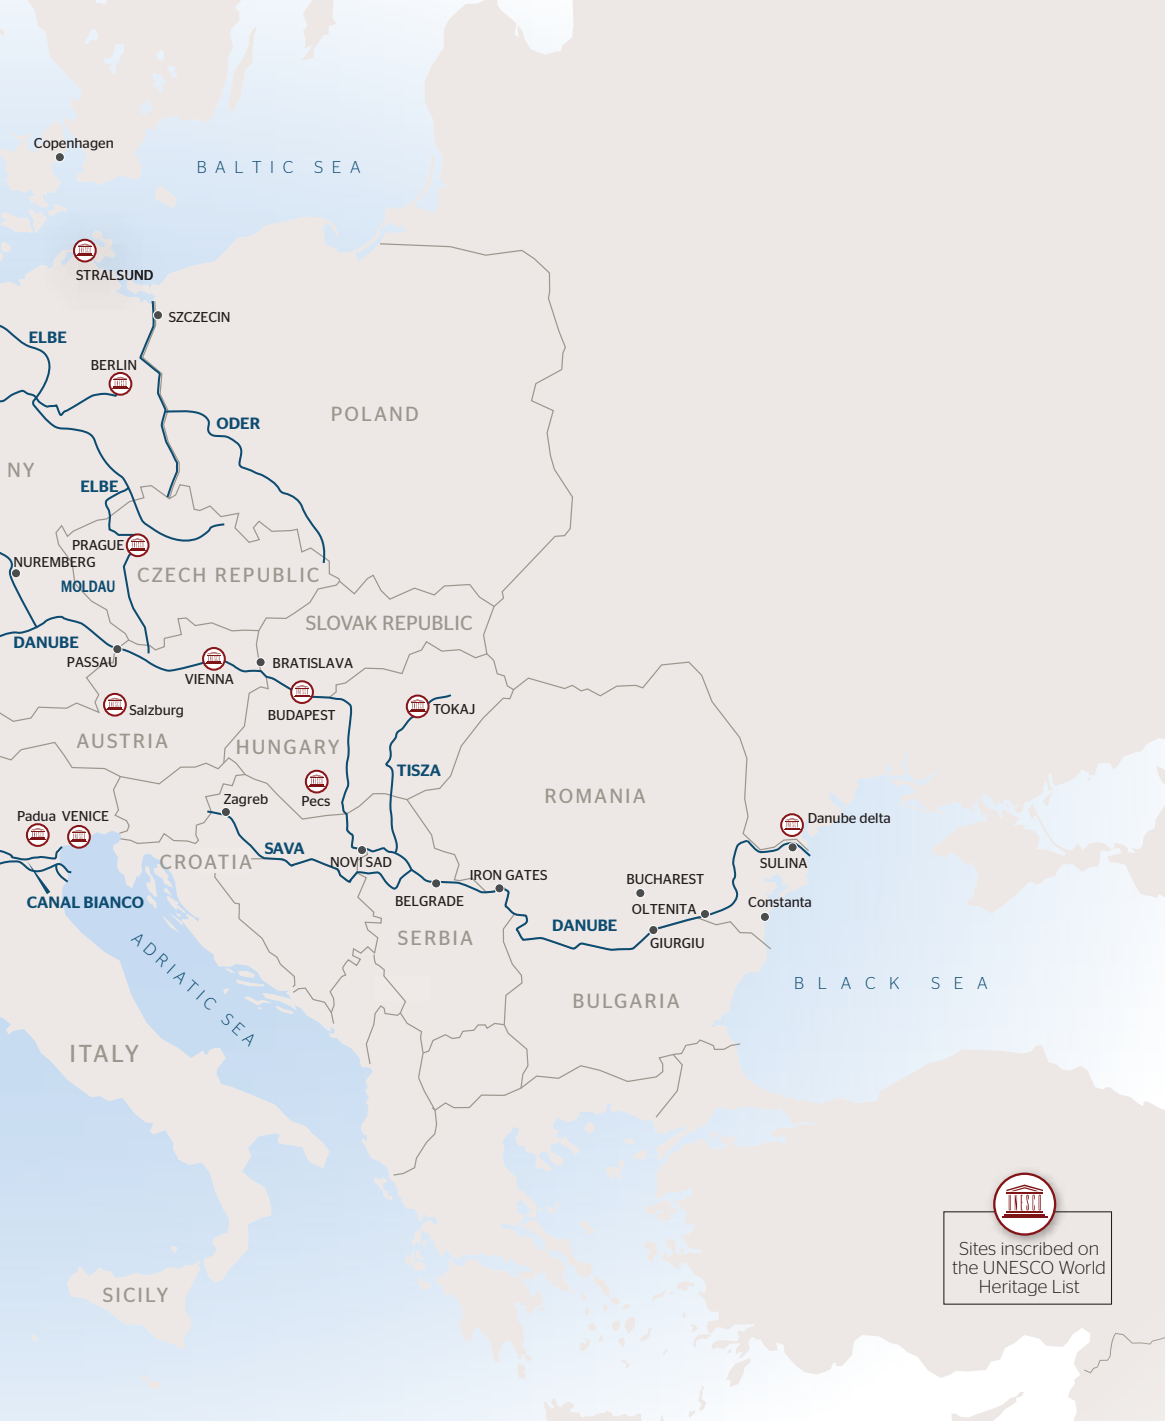 Copenhagen
BALTIC SEA
STRALSUND
SZCZECIN
ELBE
BERLIN
POLAND
ODER
NY
ELBE
PRAGUE
NUREMBERG
CZECH REPUBLIC
MOLDAU
SLOVAK REPUBLIC
DANUBE
PASSAU
BRATISLAVA
VIENNA
Salzburg
BUDAPEST
TOKAJ
AUSTRIA
HUNGARY
TISZA
ROMANIA
Zagreb
Pecs
Padua
VENICE
Danube delta
SAVA
CROATIA
NOVI SAD
SULINA
IRON GATES
BUCHAREST
CANAL BIANCO
BELGRADE
OLTENITA
Constanta
DANUBE
SERBIA
GIURGIU
ADRIATIC SEA
BLACK SEA
BULGARIA
ITALY
SICILY
UNESCO
Sites inscribed on
the UNESCO World
Heritage List